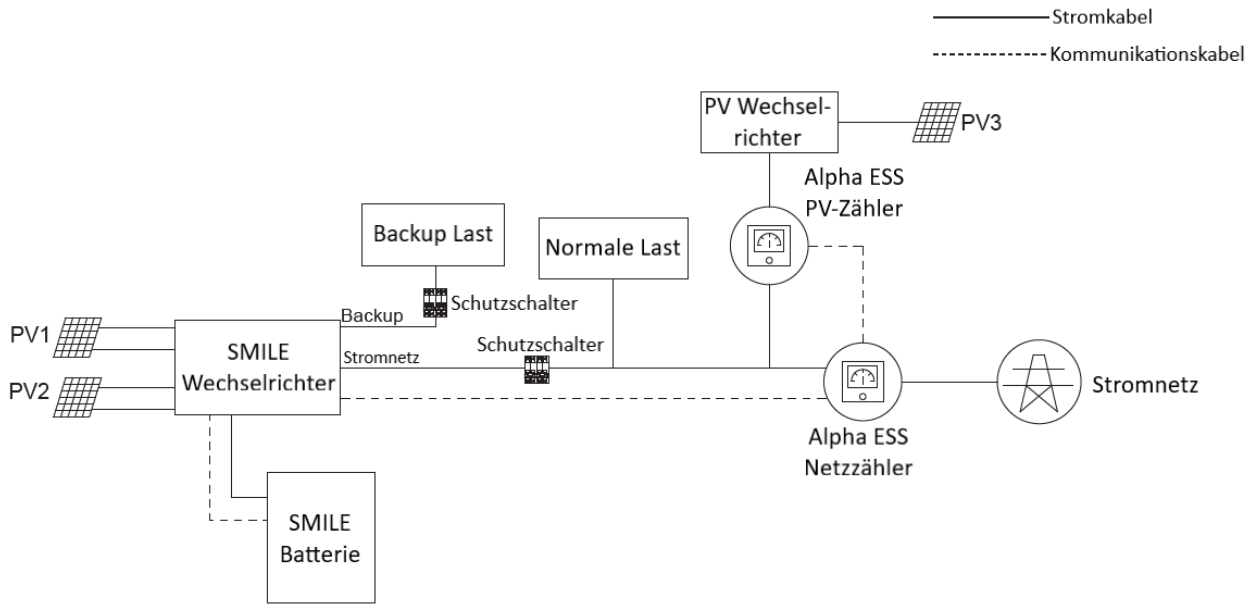 Stromkabel
Kommunikationskabel
PV Wechsel-
richter
PV3
Alpha ESS
PV-Zähler
Backup Last
Normale Last
Schutzschalter
Backup
PV1
SMILE
Wechselrichter
Stromnetz
Schutzschalter
PV2
Stromnetz
Alpha ESS
Netzzähler
SMILE
Batterie